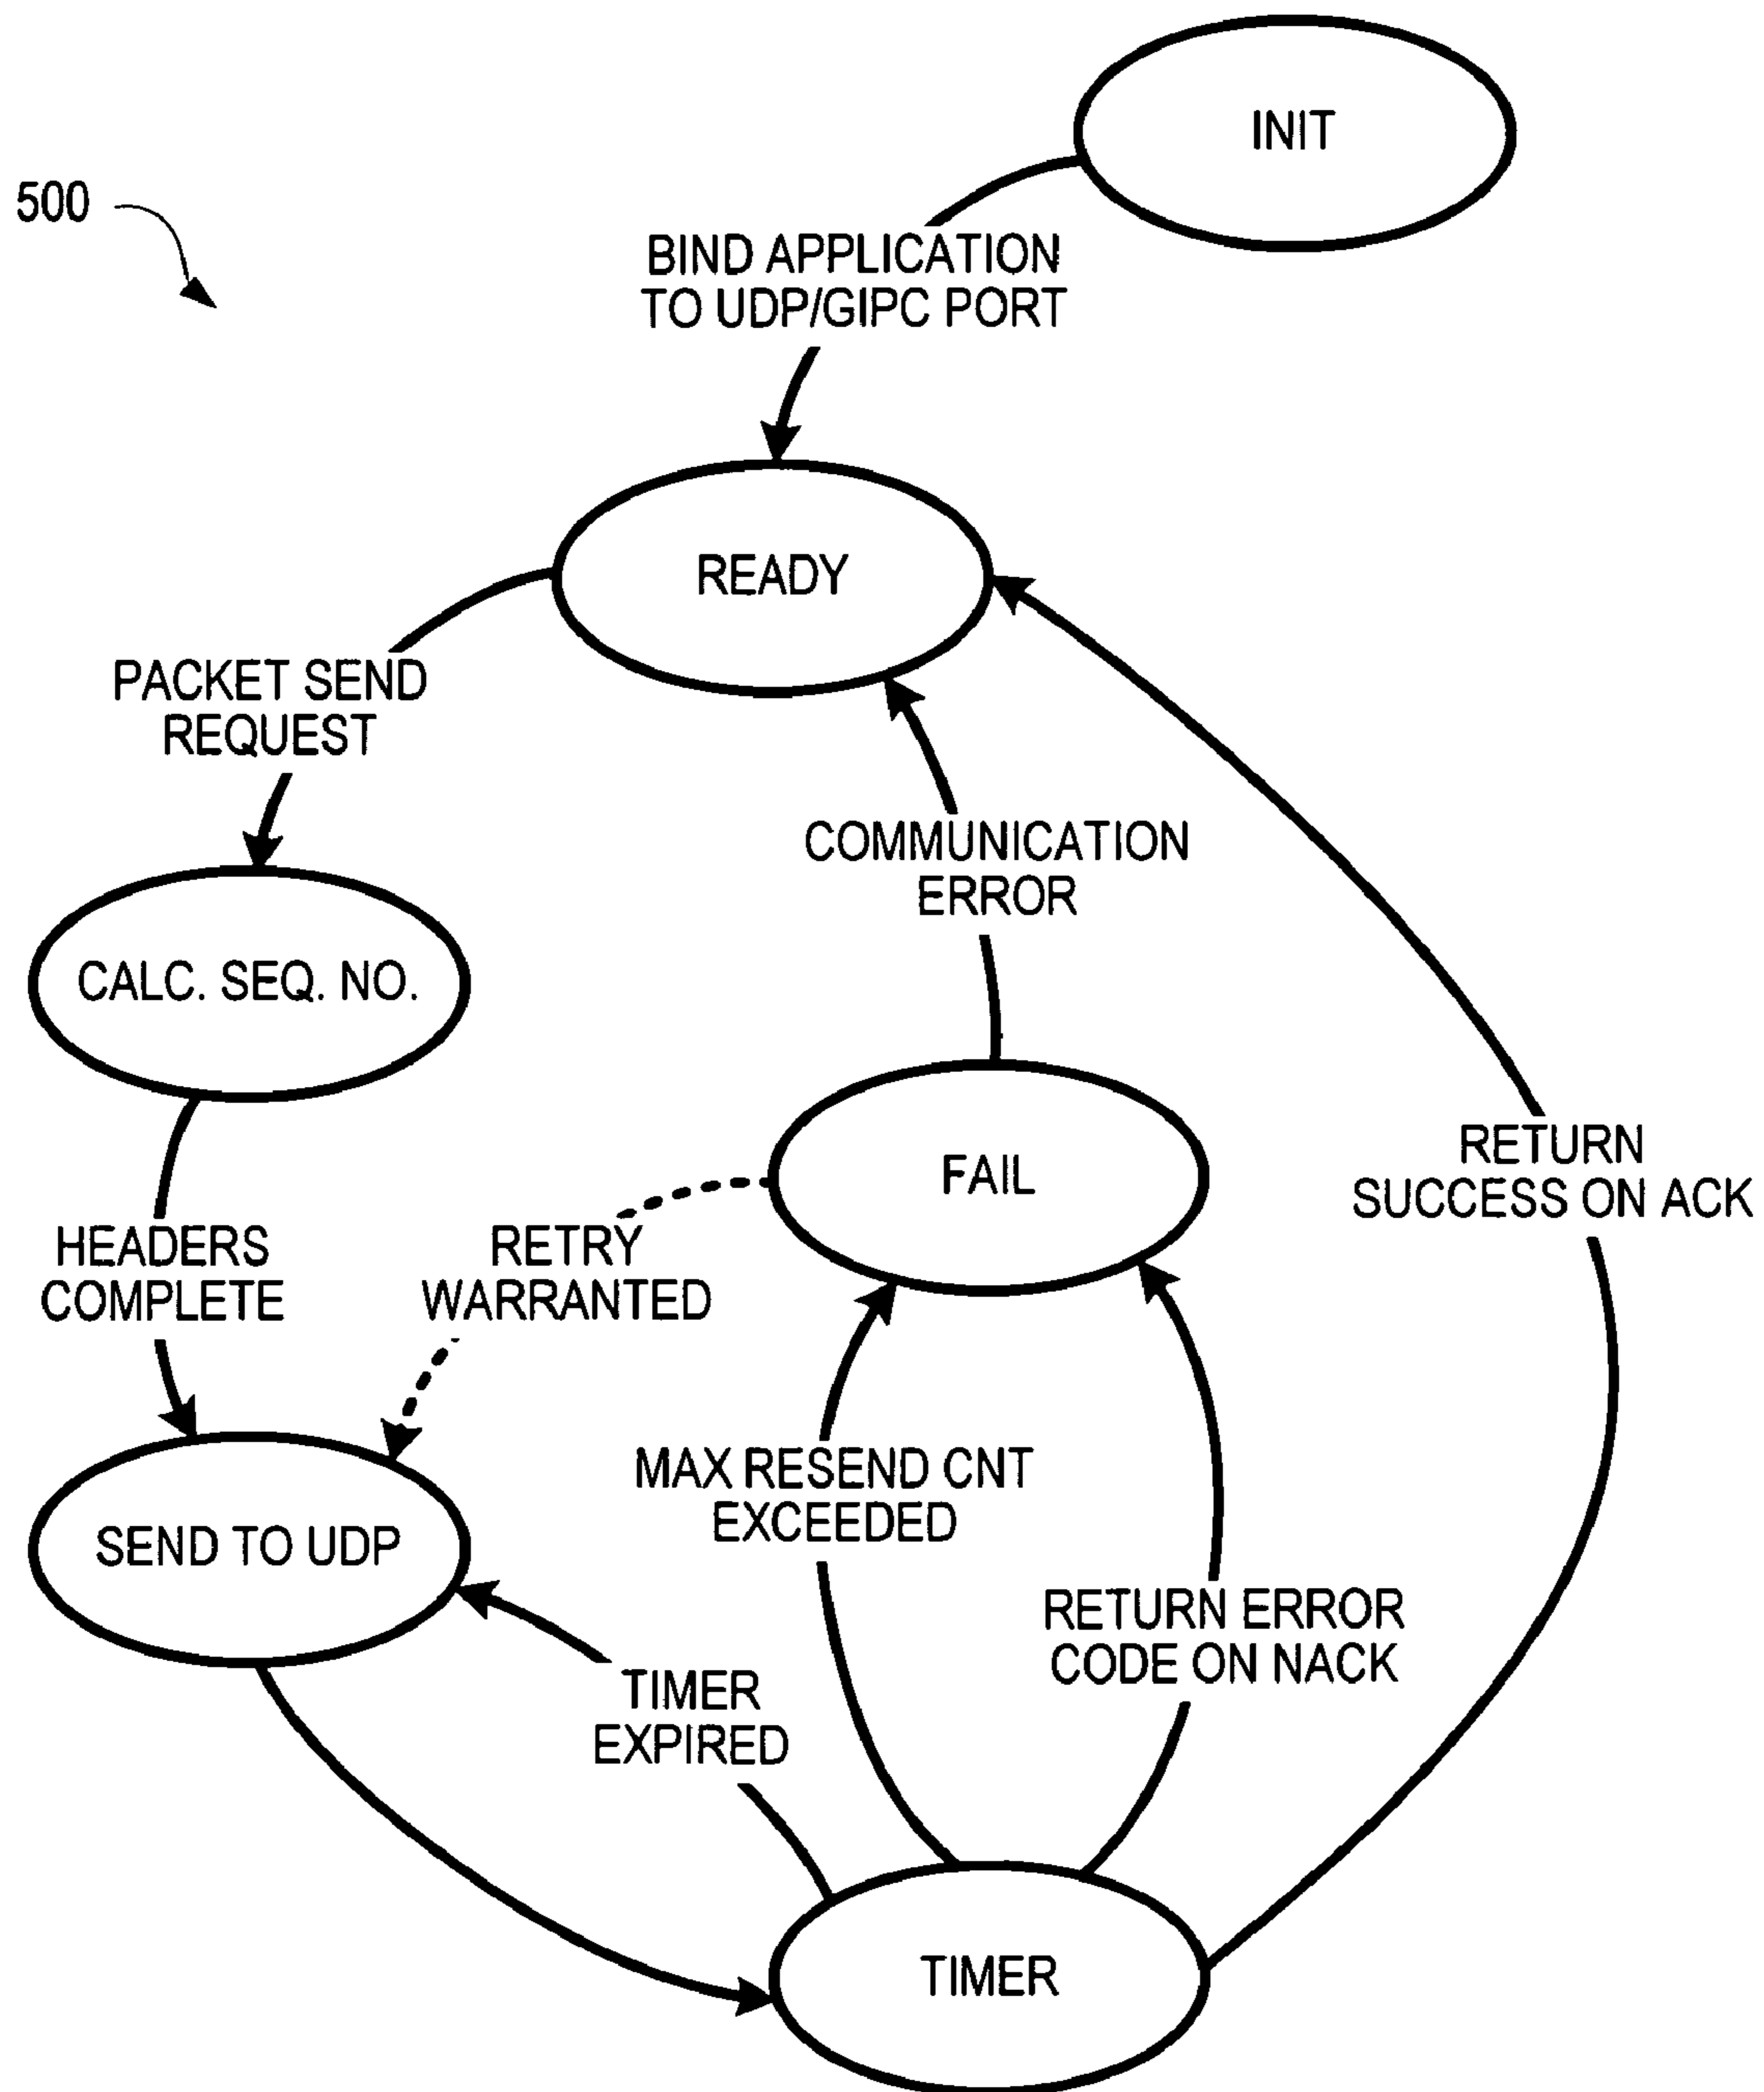 INIT
500
BIND APPLICATION
TO UDP/GIPC PORT
READY
PACKET SEND
REQUEST
COMMUNICATION
ERROR
CALC. SEQ. NO.
FAIL
RETURN
SUCCESS ON ACK
HEADERS
COMPLETE
RETRY
WARRANTED
MAX RESEND CNT
EXCEEDED
SEND TO UDP
RETURN ERROR
CODE ON NACK
TIMER
EXPIRED
TIMER